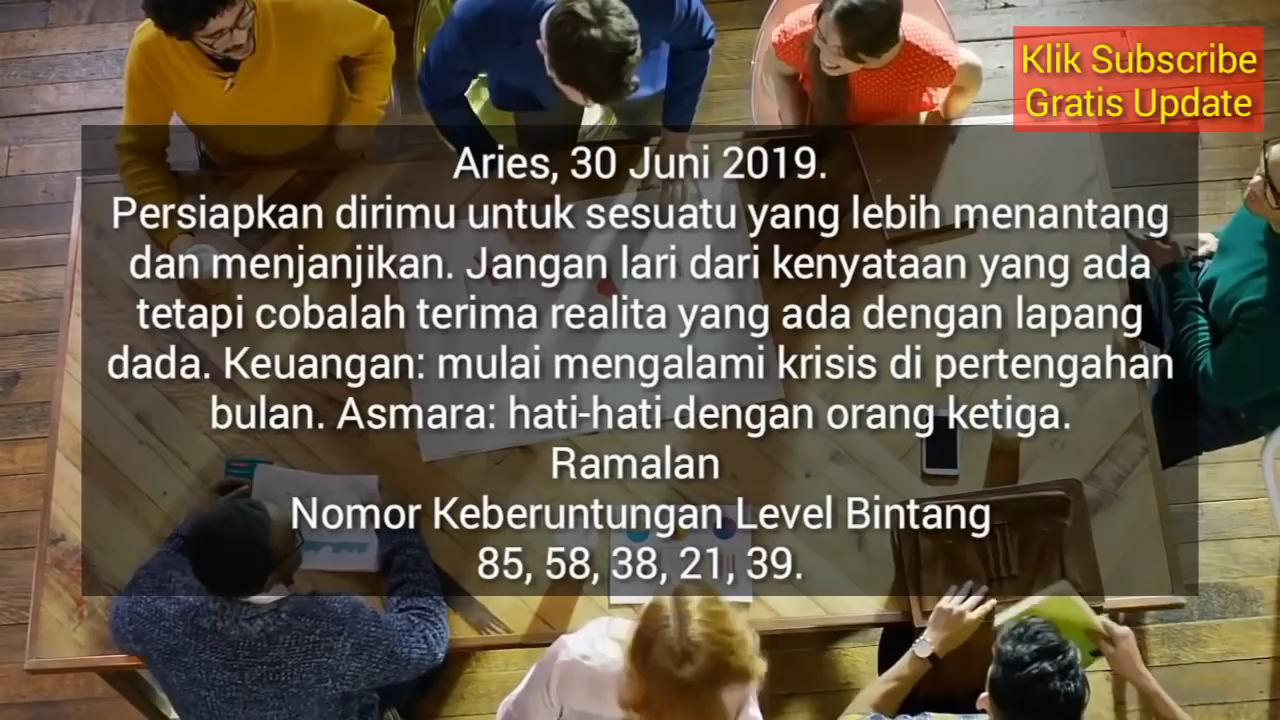 Klik Subscribe
Gratis Update
Aries, 30 Juni 2019.
Persiapkan dirimu untuk sesuatu yang lebih menantang
dan menjanjikan. Jangan lari dari kenyataan yang ada
tetapi cobalah terima realita yang ada dengan lapang
dada. Keuangan: mulai mengalami krisis di pertengahan
bulan. Asmara: hati-hati dengan orang ketiga.
Ramalan
Nomor Keberuntungan Level Bintang
85, 58, 38, 21, 39.